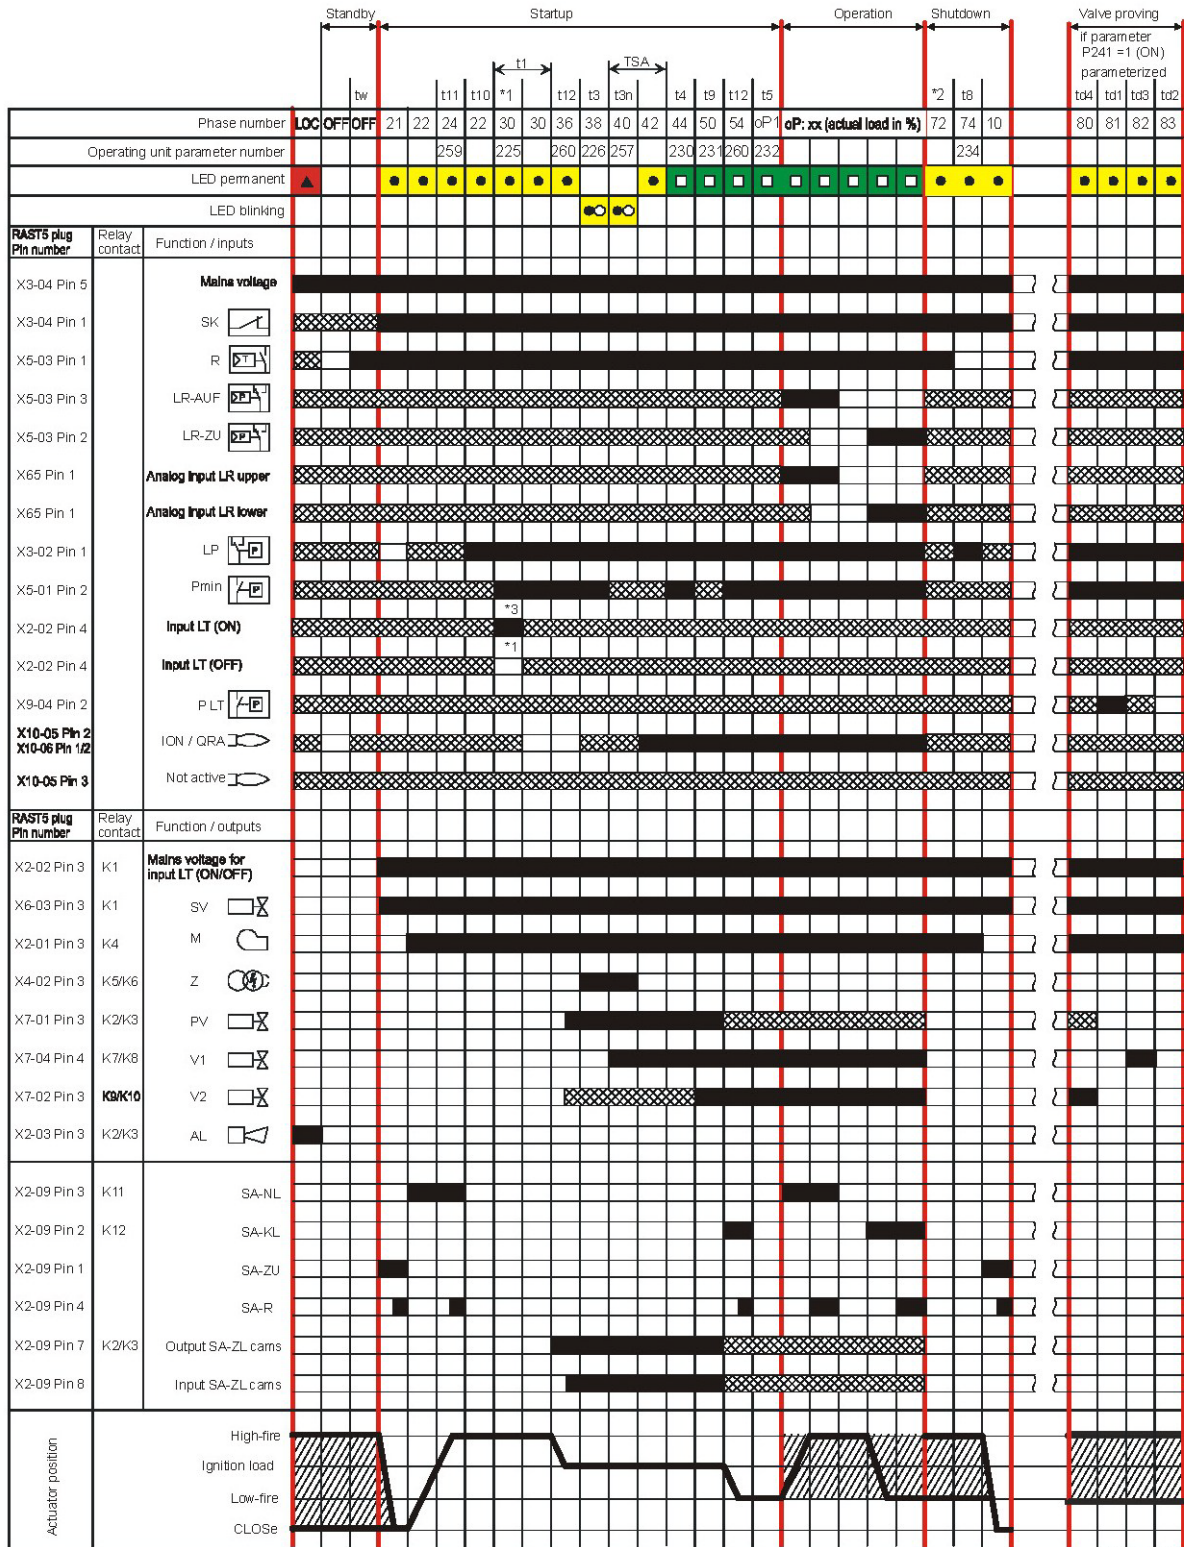 Standby Startup Operation Shutdown Valve proving
if parameter
P241 =1 (ON)
parameterized
t1 TSA
tw t11 t10 *1 t12 t3 t3n t4 t9 t12 t5 *2 t8 td4 td1 td3 td2
Phase number LOC OFF OFF 21 22 24 22 30 30 36 38 40 42 44 50 54 oP1 oP: xx (actual load in %) 72 74 10 80 81 82 83
Operating unit parameter number 259 225 260 226 257 230 231 260 232 234
LED permanent
LED blinking
RAST5 plug Pin number Relay contact Function / inputs
X3-04 Pin 5 Mains voltage
X3-04 Pin 1 SK
X5-03 Pin 1 R T
X5-03 Pin 3 LR-AUF P
X5-03 Pin 2 LR-ZU P
X65 Pin 1 Analog Input LR upper
X65 Pin 1 Analog Input LR lower
X3-02 Pin 1 LP P
X5-01 Pin 2 Pmin P
*3
X2-02 Pin 4 Input LT (ON)
*1
X2-02 Pin 4 Input LT (OFF)
X9-04 Pin 2 P LT P
X10-05 Pin 2
X10-06 Pin 1/2 ION / QRA
X10-05 Pin 3 Not active
RAST5 plug Pin number Relay contact Function / outputs
X2-02 Pin 3 K1 Mains voltage for input LT (ON/OFF)
X6-03 Pin 3 K1 SV
X2-01 Pin 3 K4 M
X4-02 Pin 3 K5/K6 Z
X7-01 Pin 3 K2/K3 PV
X7-04 Pin 4 K7/K8 V1
X7-02 Pin 3 K9/K10 V2
X2-03 Pin 3 K2/K3 AL
X2-09 Pin 3 K11 SA-NL
X2-09 Pin 2 K12 SA-KL
X2-09 Pin 1 SA-ZU
X2-09 Pin 4 SA-R
X2-09 Pin 7 K2/K3 Output SA-ZL cams
X2-09 Pin 8 Input SA-ZL cams
Actuator position
High-fire
Ignition load
Low-fire
CLOSe